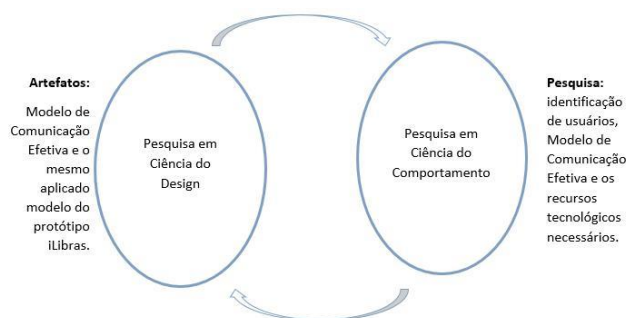 Artefatos:
Modelo de
Comunicação
Efetiva e o
mesmo
aplicado
modelo do
protótipo
iLibras.
Pesquisa em
Ciência do
Design
Pesquisa em
Ciência do
Comportamento
Pesquisa:
identificação
de usuários,
Modelo de
Comunicação
Efetiva e os
recursos
tecnológicos
necessários.